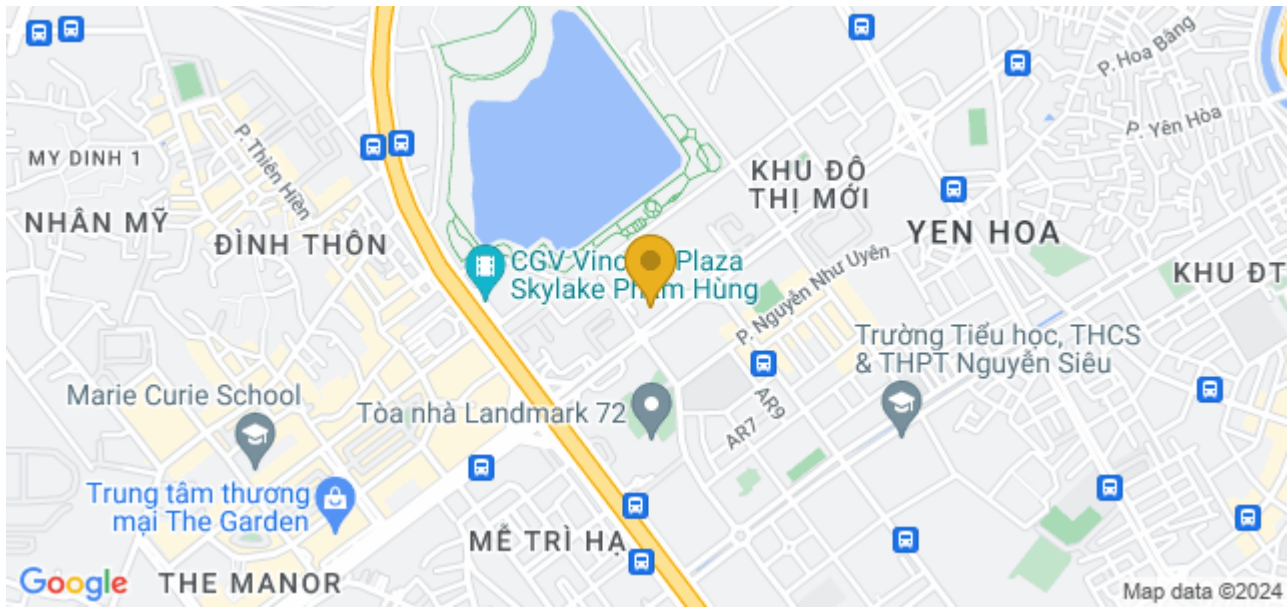 P. Hoa Bằng
P. Yên Hòa
MY DINH 1
P. Thiên Hiền
KHU ĐÔ
THỊ MỚI
NHÂN MỸ
ĐÌNH THÔN
YEN HOA
CGV Vinc Plaza
Skylake Phạm Hùng
P. Nguyễn Như Uyên
KHU ĐT
Trường Tiểu học, THCS
& THPT Nguyễn Siêu
Marie Curie School
Tòa nhà Landmark 72
AR9
AR7
Trung tâm thương
mại The Garden
MỄ TRÌ HẠ
Google
THE MANOR
Map data ©2024